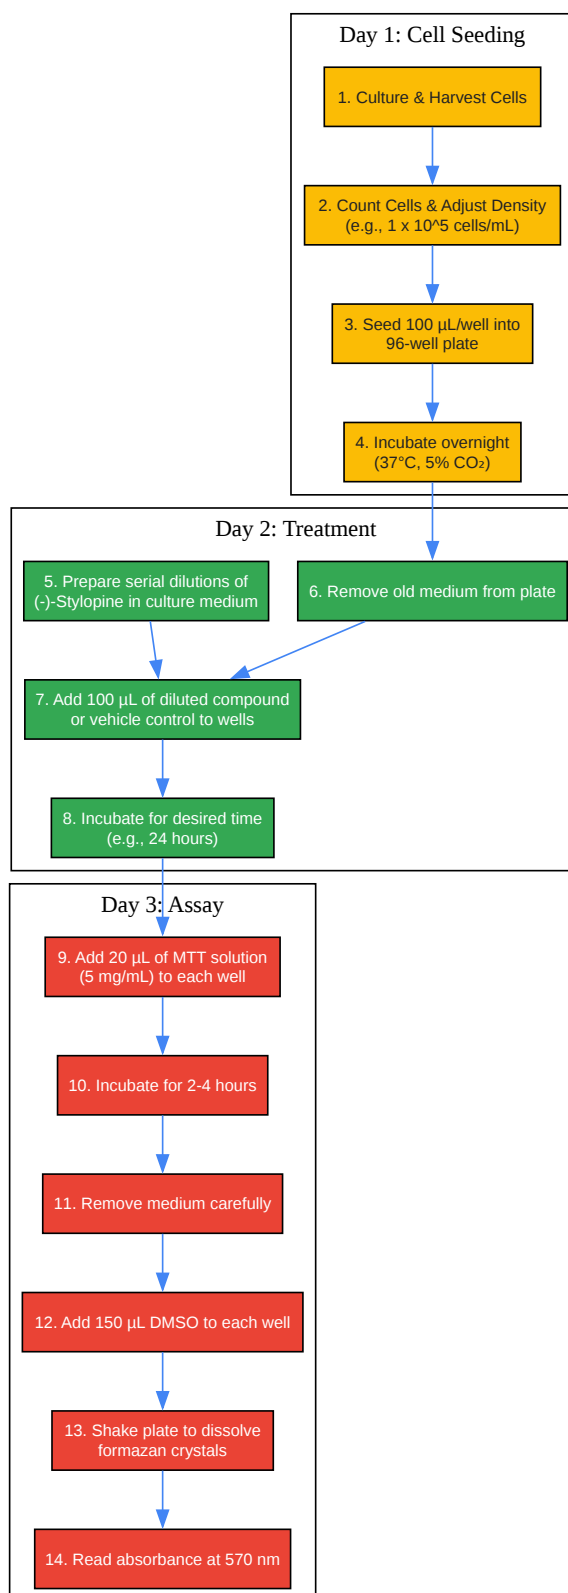 Day 1: Cell Seeding
1. Culture & Harvest Cells
2. Count Cells & Adjust Density
(e.g., 1 x 10^5 cells/mL)
3. Seed 100 µL/well into
96-well plate
4. Incubate overnight
(37°C, 5% CO₂)
Day 2: Treatment
5. Prepare serial dilutions of
(-)-Stylopine in culture medium
6. Remove old medium from plate
7. Add 100 µL of diluted compound
or vehicle control to wells
8. Incubate for desired time
(e.g., 24 hours)
Day 3: Assay
9. Add 20 µL of MTT solution
(5 mg/mL) to each well
10. Incubate for 2-4 hours
11. Remove medium carefully
12. Add 150 µL DMSO to each well
13. Shake plate to dissolve
formazan crystals
14. Read absorbance at 570 nm